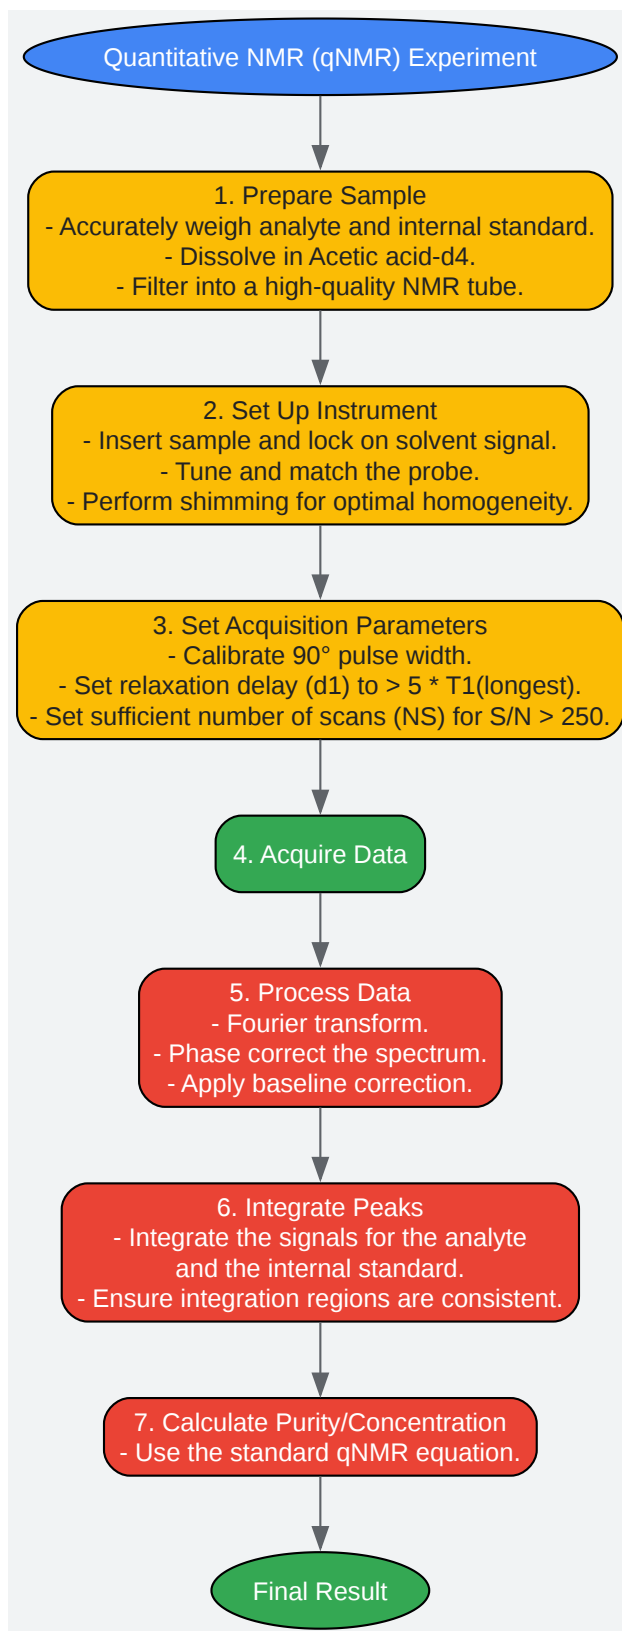 Quantitative NMR (qNMR) Experiment
1. Prepare Sample
- Accurately weigh analyte and internal standard.
- Dissolve in Acetic acid-d4.
- Filter into a high-quality NMR tube.
2. Set Up Instrument
- Insert sample and lock on solvent signal.
- Tune and match the probe.
- Perform shimming for optimal homogeneity.
3. Set Acquisition Parameters
- Calibrate 90° pulse width.
- Set relaxation delay (d1) to > 5 * T1(longest).
- Set sufficient number of scans (NS) for S/N > 250.
4. Acquire Data
5. Process Data
- Fourier transform.
- Phase correct the spectrum.
- Apply baseline correction.
6. Integrate Peaks
- Integrate the signals for the analyte
and the internal standard.
- Ensure integration regions are consistent.
7. Calculate Purity/Concentration
- Use the standard qNMR equation.
Final Result